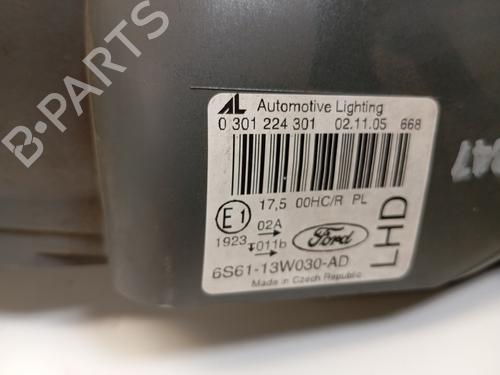 B-PARTS
AL Automotive Lighting
0 301 224 301 02.11.05 668
17,5 00HC/R PL
E1 02A
1923 011b
Ford
6S61-13W030-AD
Made in Czech Republic
LHD
347